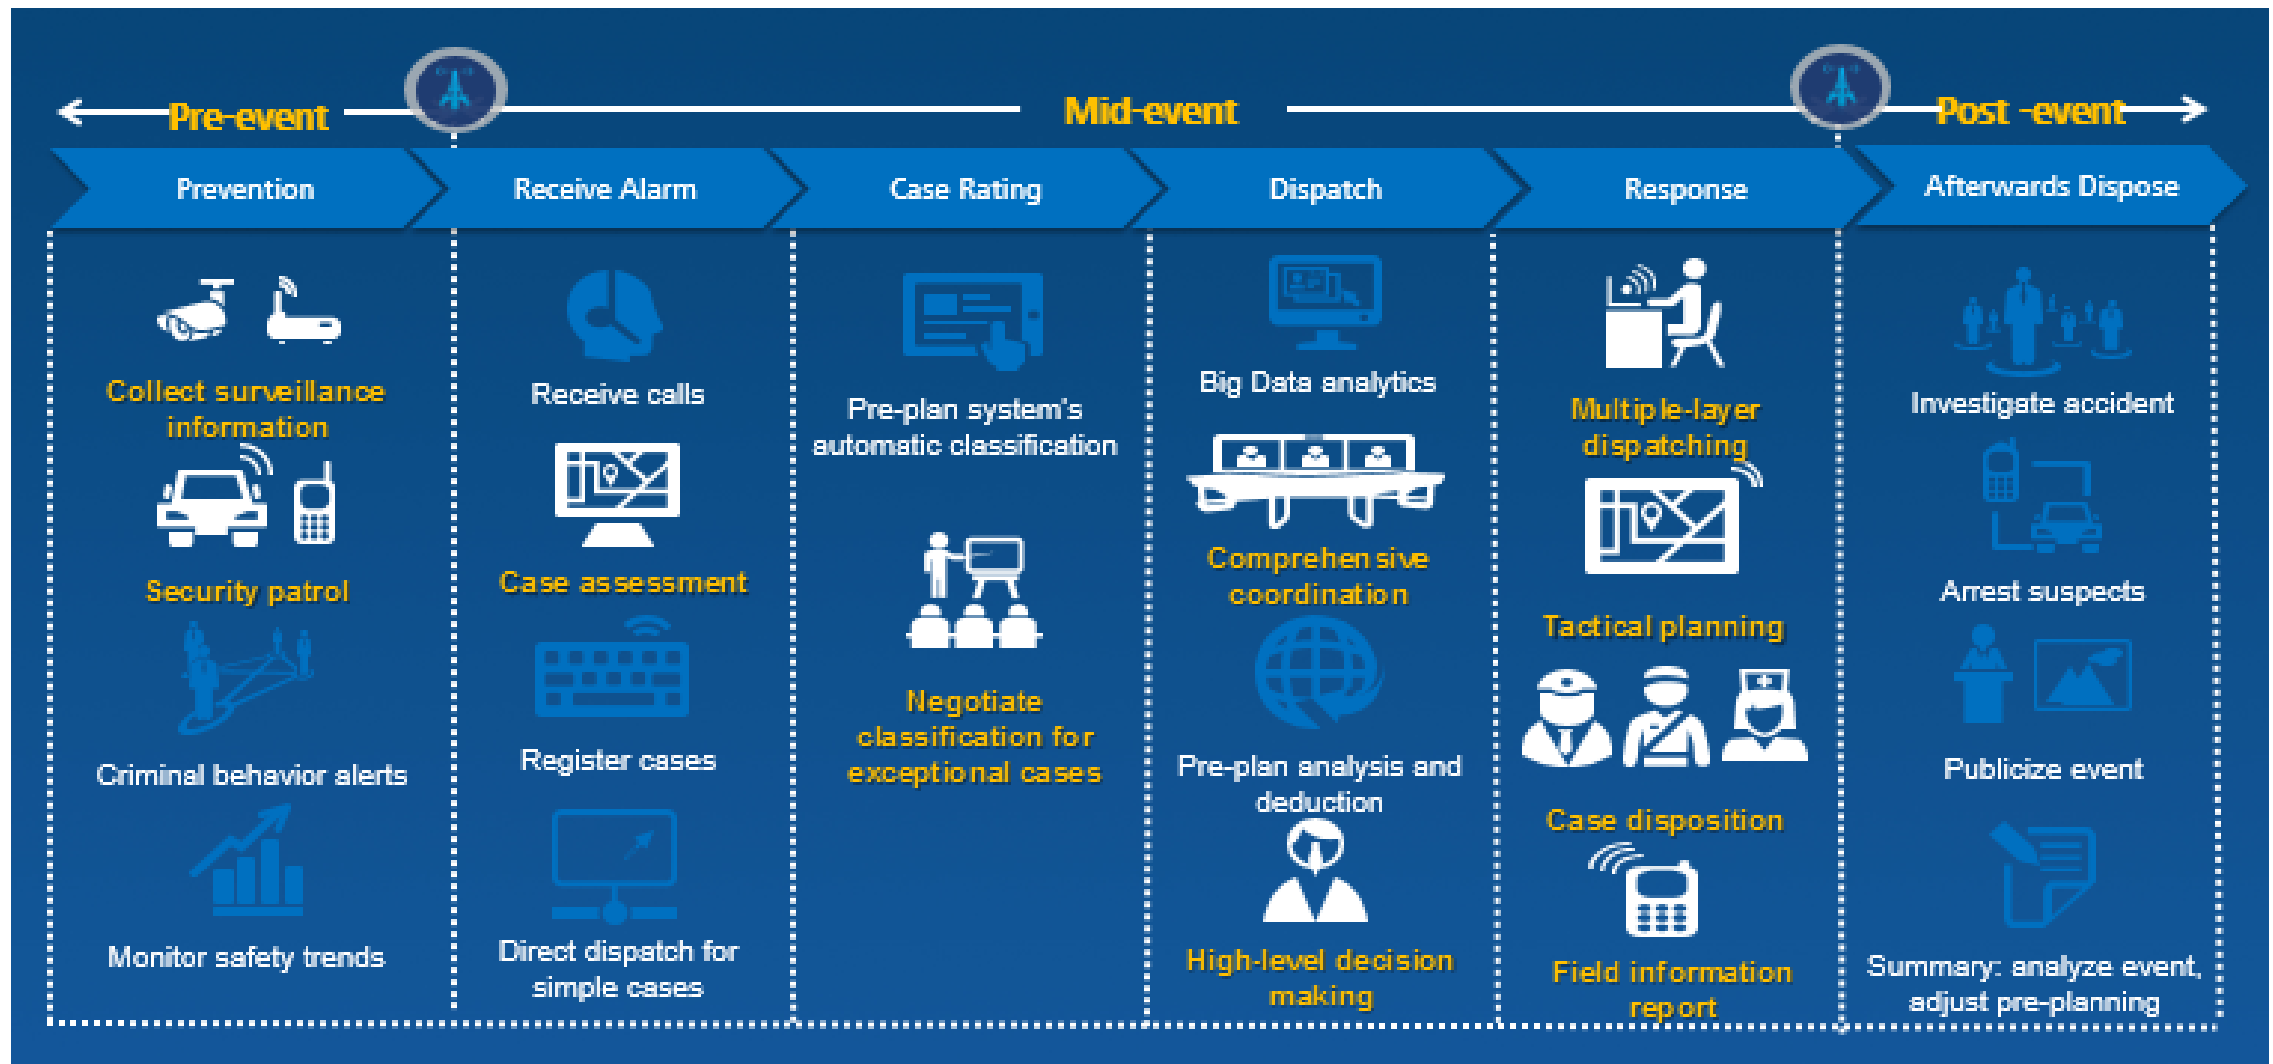 Pre-event
Mid-event
Post -event
Prevention
Receive Alarm
Case Rating
Dispatch
Response
Afterwards Dispose
Collect surveillance
information
Security patrol
Criminal behavior alerts
Monitor safety trends
Receive calls
Case assessment
Register cases
Direct dispatch for
simple cases
Pre-plan system's
automatic classification
Negotiate
classification for
exceptional cases
Big Data analytics
Comprehensive
coordination
Pre-plan analysis and
deduction
High-level decision
making
Multiple-layer
dispatching
Tactical planning
Case disposition
Field information
report
Investigate accident
Arrest suspects
Publicize event
Summary: analyze event,
adjust pre-planning